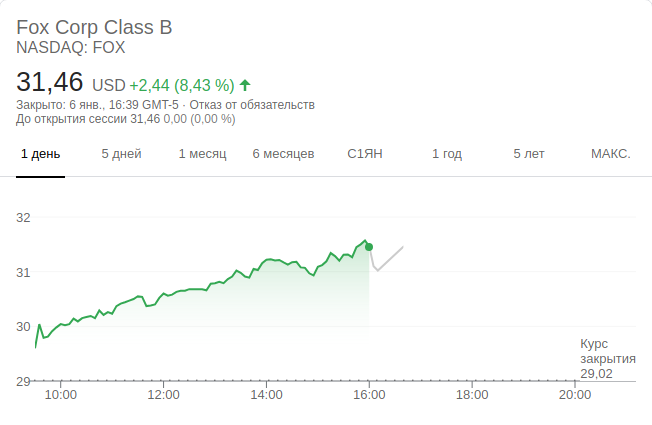 Fox Corp Class B
NASDAQ: FOX
31,46 USD +2,44 (8,43 %)
Закрыто: 6 янв., 16:39 GMT-5 · Отказ от обязательств
До открытия сессии 31,46 0,00 (0,00 %)
1 день 5 дней 1 месяц 6 месяцев С1ЯН 1 год 5 лет МАКС.
32
31
30
Курс
закрытия
29,02
29
10:00 12:00 14:00 16:00 18:00 20:00